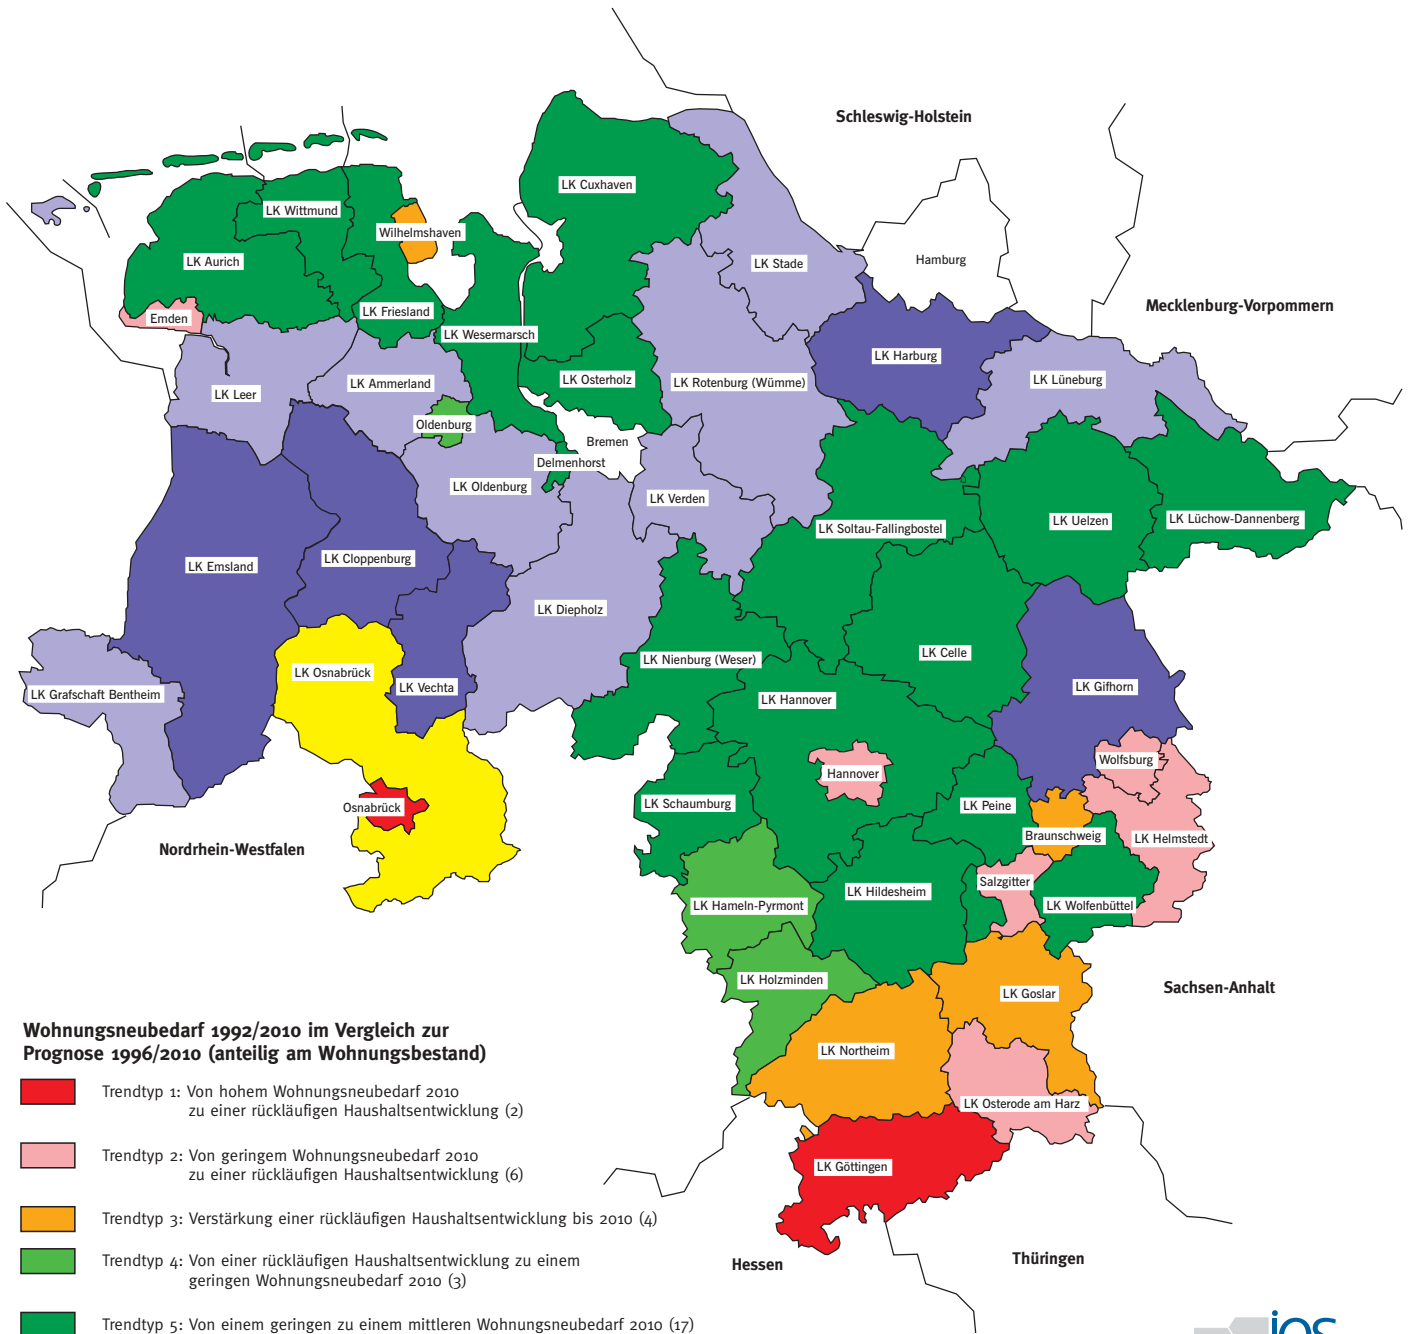 Schleswig-Holstein
LK Cuxhaven
LK Wittmund
Wilhelmshaven
LK Aurich
LK Stade
Hamburg
Mecklenburg-Vorpommern
Emden
LK Friesland
LK Wesermarsch
LK Harburg
LK Leer
LK Ammerland
LK Osterholz
LK Rotenburg (Wümme)
LK Lüneburg
Oldenburg
Bremen
Delmenhorst
LK Oldenburg
LK Verden
LK Soltau-Fallingbostel
LK Uelzen
LK Lüchow-Dannenberg
LK Emsland
LK Cloppenburg
LK Diepholz
LK Celle
LK Osnabrück
LK Nienburg (Weser)
LK Grafschaft Bentheim
LK Vechta
LK Hannover
LK Gifhorn
Wolfsburg
Hannover
Osnabrück
LK Schaumburg
LK Peine
Nordrhein-Westfalen
Braunschweig
LK Helmstedt
Salzgitter
LK Hildesheim
LK Hameln-Pyrmont
LK Wolfenbüttel
LK Holzminden
LK Goslar
Sachsen-Anhalt
LK Northeim
LK Osterode am Harz
LK Göttingen
Hessen
Thüringen
Wohnungsneubedarf 1992/2010 im Vergleich zur
Prognose 1996/2010 (anteilig am Wohnungsbestand)
Trendtyp 1: Von hohem Wohnungsneubedarf 2010
zu einer rückläufigen Haushaltsentwicklung (2)
Trendtyp 2: Von geringem Wohnungsneubedarf 2010
zu einer rückläufigen Haushaltsentwicklung (6)
Trendtyp 3: Verstärkung einer rückläufigen Haushaltsentwicklung bis 2010 (4)
Trendtyp 4: Von einer rückläufigen Haushaltsentwicklung zu einem
geringen Wohnungsneubedarf 2010 (3)
Trendtyp 5: Von einem geringen zu einem mittleren Wohnungsneubedarf 2010 (17)
ies